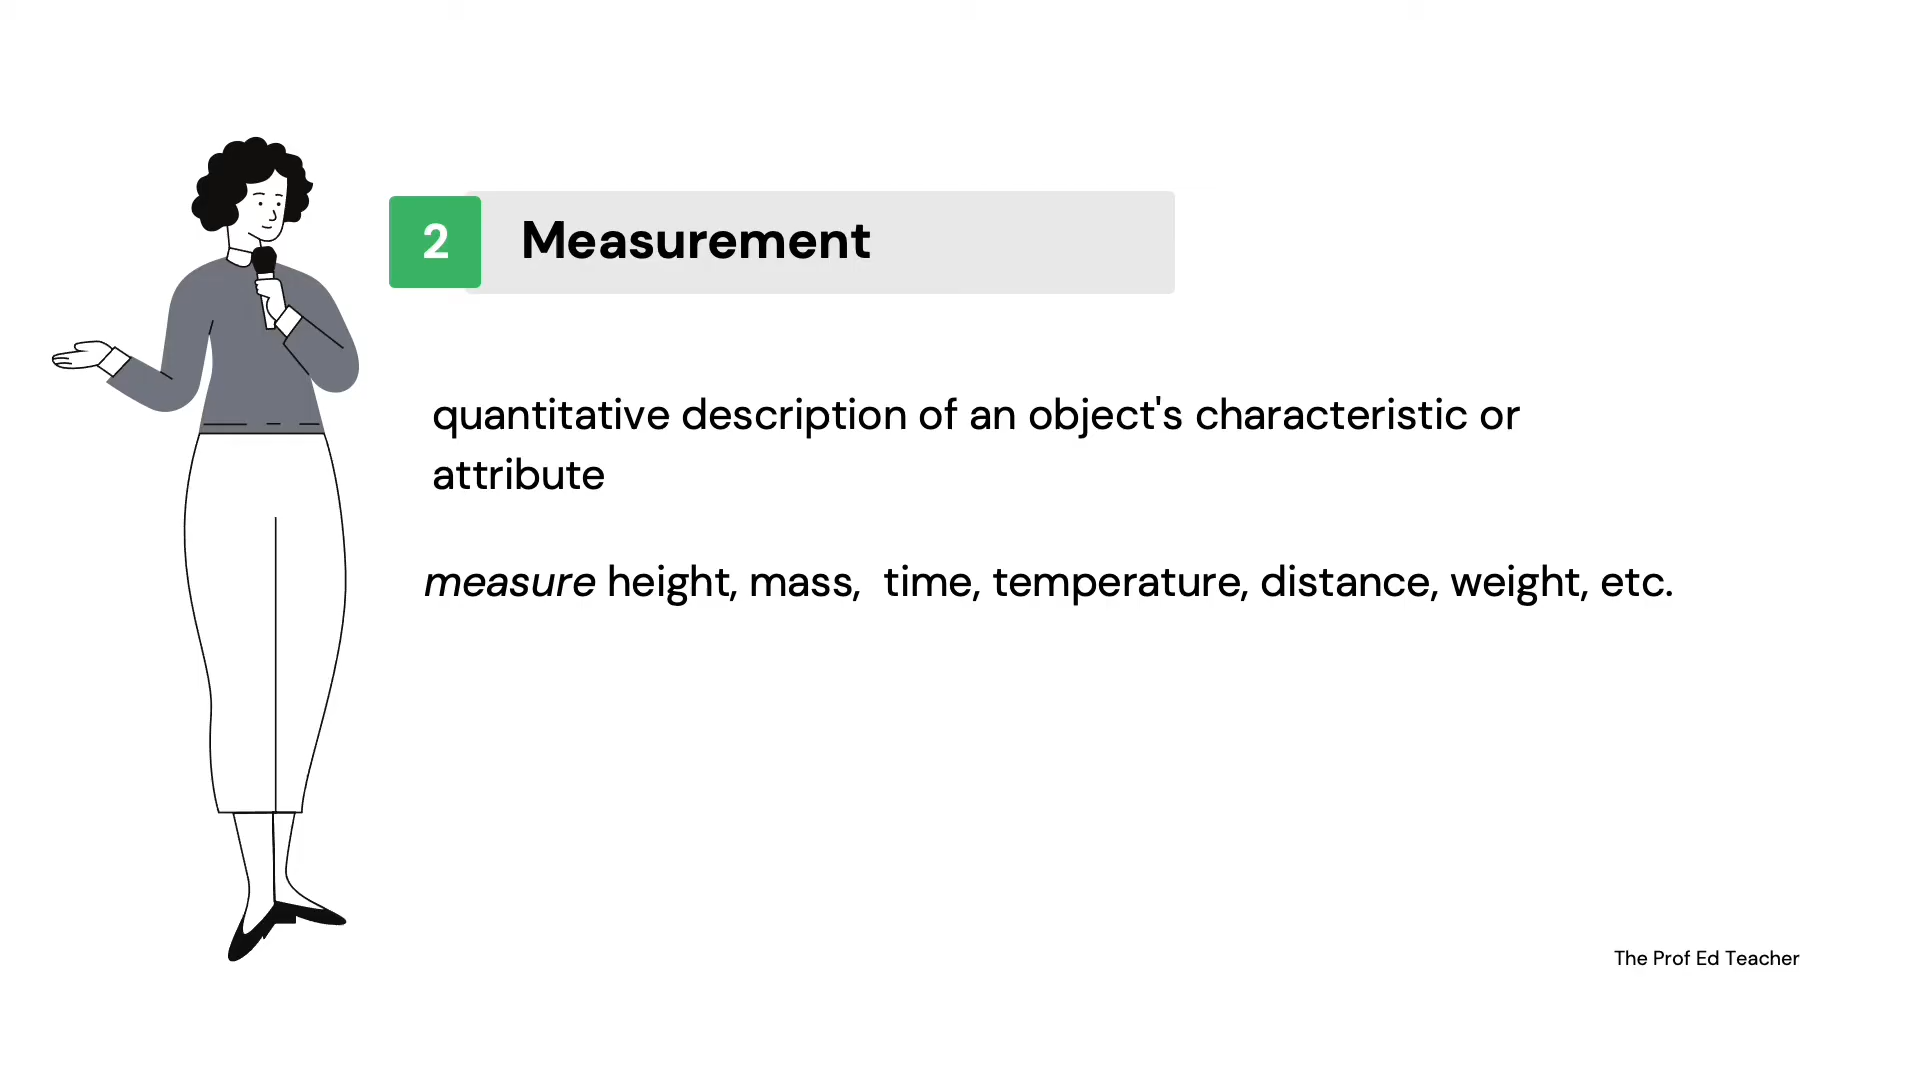 2 Measurement
quantitative description of an object's characteristic or
attribute
measure height, mass,  time, temperature, distance, weight, etc.
The Prof Ed Teacher